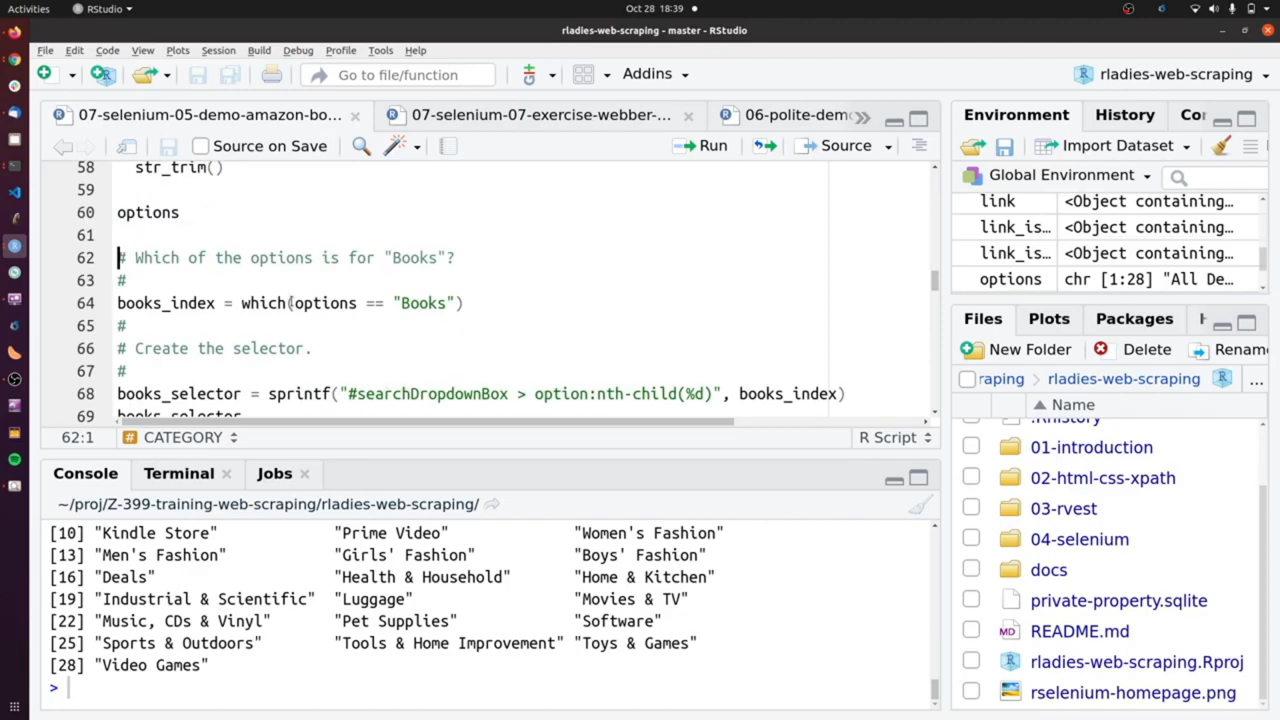 Activities
RStudio
Oct 28 18:39
rladies-web-scraping - master - RStudio
File Edit Code View Plots Session Build Debug Profile Tools Help
Go to file/function
Addins
rladies-web-scraping
07-selenium-05-demo-amazon-bo...
07-selenium-07-exercise-webber-...
06-polite-demo
Source on Save
Run
Source
58 str_trim()
59
60 options
61
62 # Which of the options is for "Books"?
63 #
64 books_index = which(options == "Books")
65 #
66 # Create the selector.
67 #
68 books_selector = sprintf("#searchDropdownBox > option:nth-child(%d)", books_index)
69 books_selector
62:1
# CATEGORY
R Script
Console
Terminal
Jobs
~/proj/Z-399-training-web-scraping/rladies-web-scraping/
[10] "Kindle Store" "Prime Video" "Women's Fashion"
[13] "Men's Fashion" "Girls' Fashion" "Boys' Fashion"
[16] "Deals" "Health & Household" "Home & Kitchen"
[19] "Industrial & Scientific" "Luggage" "Movies & TV"
[22] "Music, CDs & Vinyl" "Pet Supplies" "Software"
[25] "Sports & Outdoors" "Tools & Home Improvement" "Toys & Games"
[28] "Video Games"
>
Environment
History
Co
Import Dataset
Global Environment
link <Object containing...
link_is... <Object containing...
link_is... <Object containing...
options chr [1:28] "All De...
Files
Plots
Packages
New Folder
Delete
Rename
raping
rladies-web-scraping
...
Name
.Rhistory
01-introduction
02-html-css-xpath
03-rvest
04-selenium
docs
private-property.sqlite
README.md
rladies-web-scraping.Rproj
rselenium-homepage.png